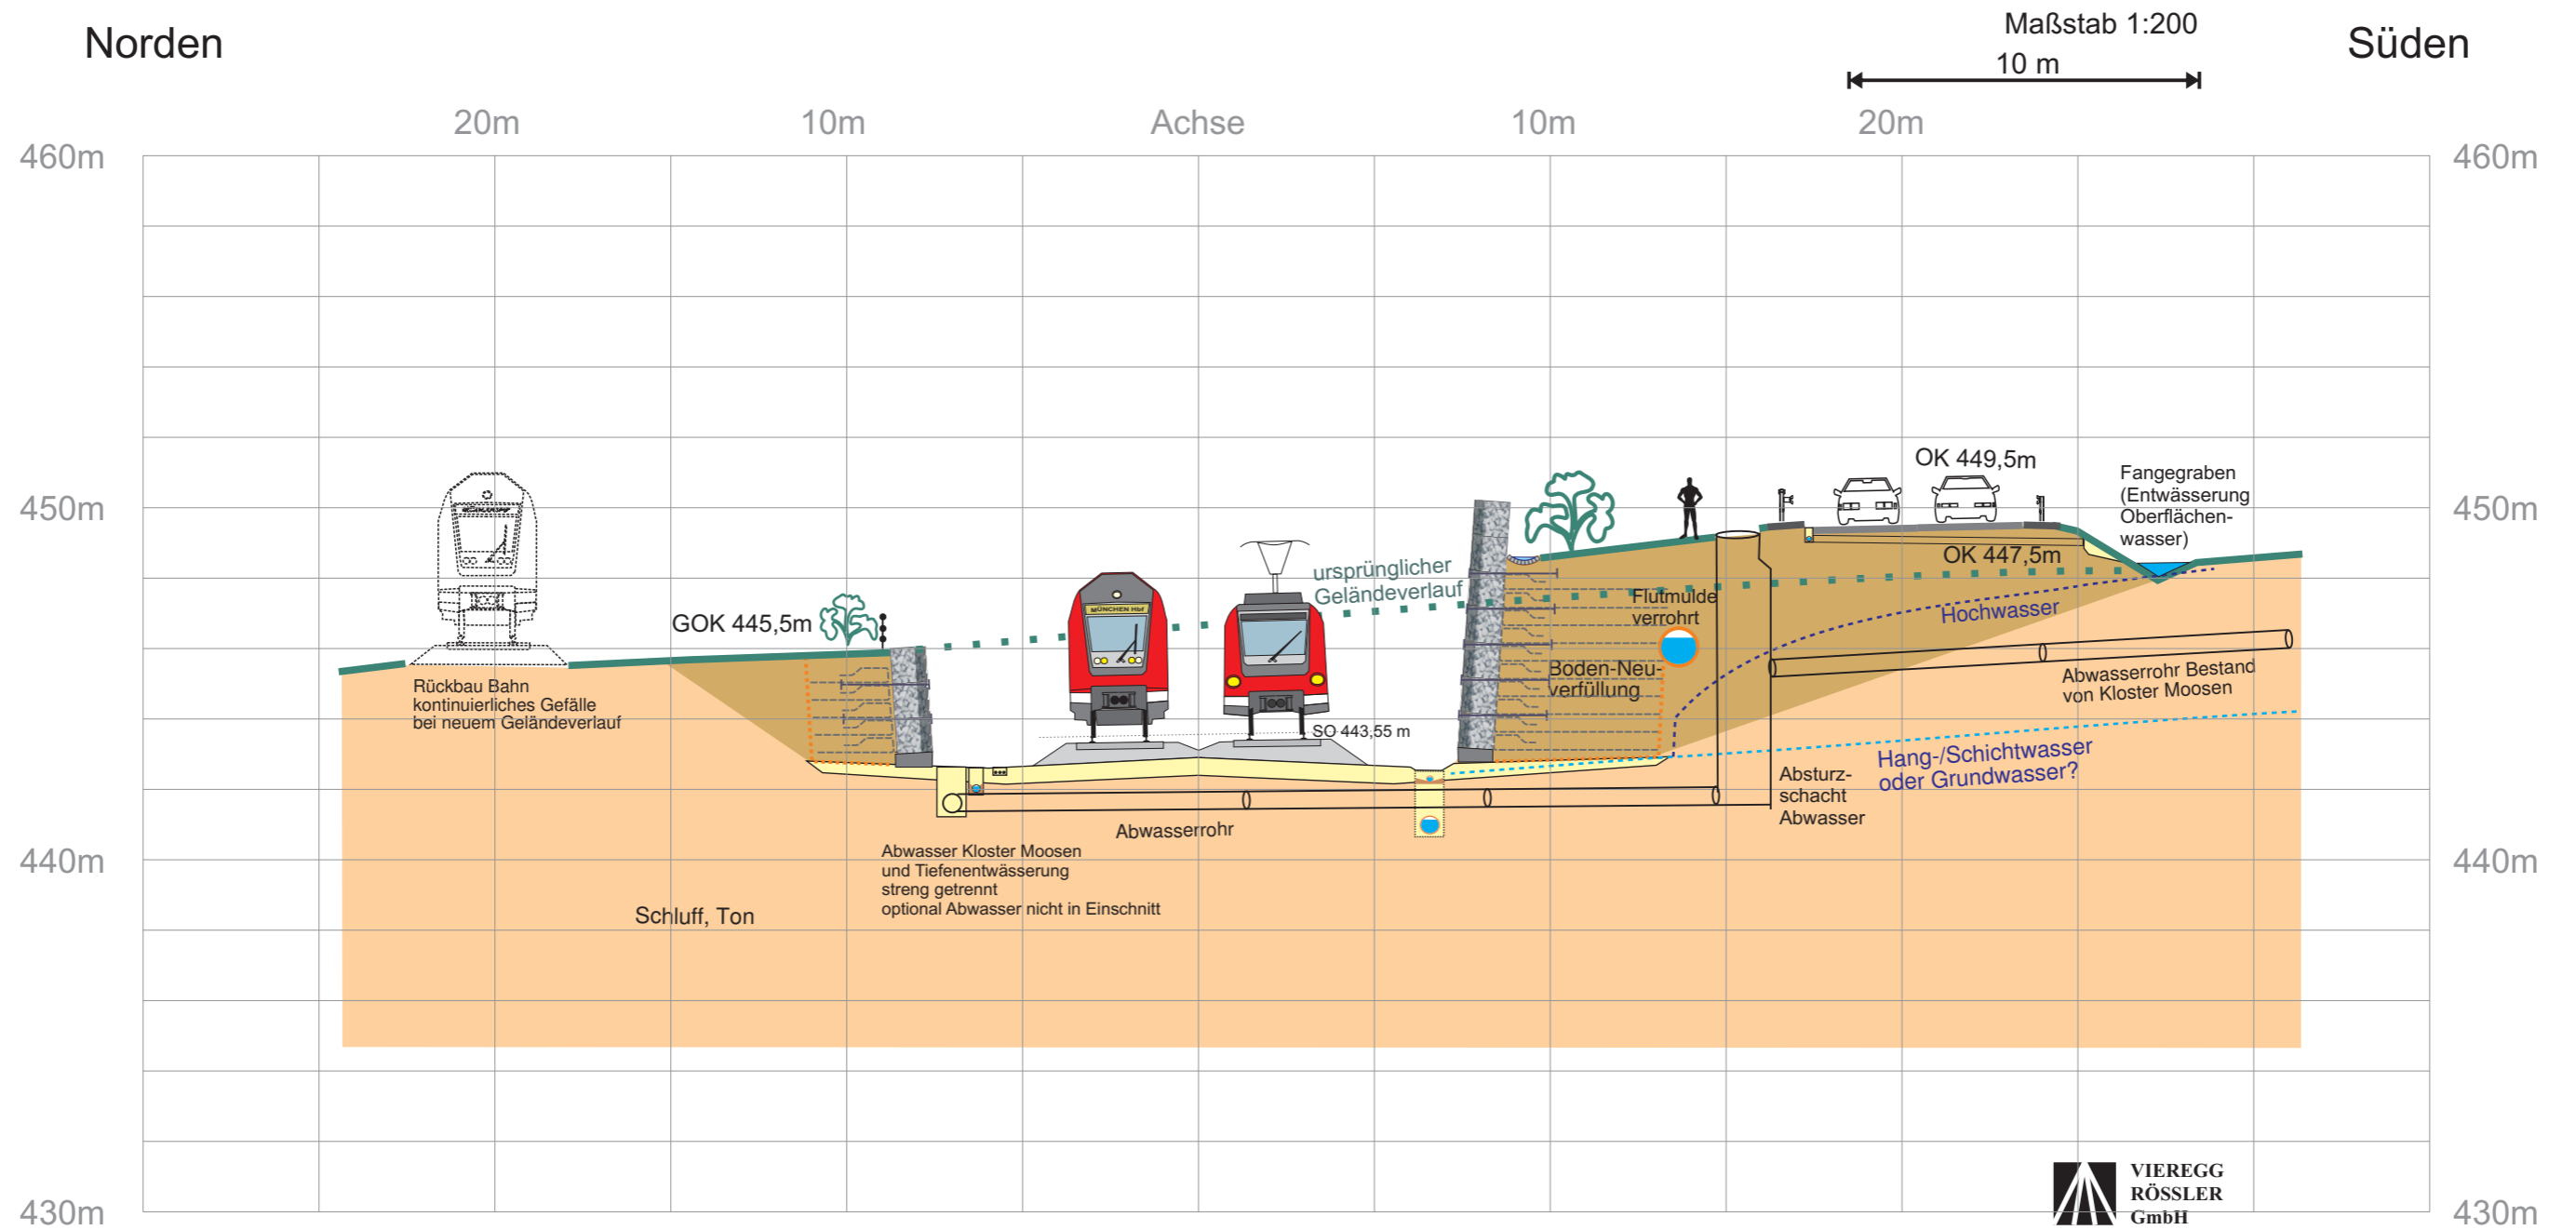 Norden
Maßstab 1:200
10 m
Süden
20m
10m
Achse
10m
20m
460m
460m
450m
450m
440m
440m
430m
430m
OK 449,5m
Fangegraben
(Entwässerung
Oberflächen-
wasser)
OK 447,5m
ursprünglicher
Geländeverlauf
GOK 445,5m
Flutmulde
verrohrt
Hochwasser
MÜNCHEN Hbf
Boden-Neu-
verfüllung
Abwasserrohr Bestand
von Kloster Moosen
Rückbau Bahn
kontinuierliches Gefälle
bei neuem Geländeverlauf
SO 443,55 m
Hang-/Schichtwasser
oder Grundwasser?
Absturz-
schacht
Abwasser
Abwasserrohr
Abwasser Kloster Moosen
und Tiefenentwässerung
streng getrennt
optional Abwasser nicht in Einschnitt
Schluff, Ton
VIEREGG
RÖSSLER
GmbH